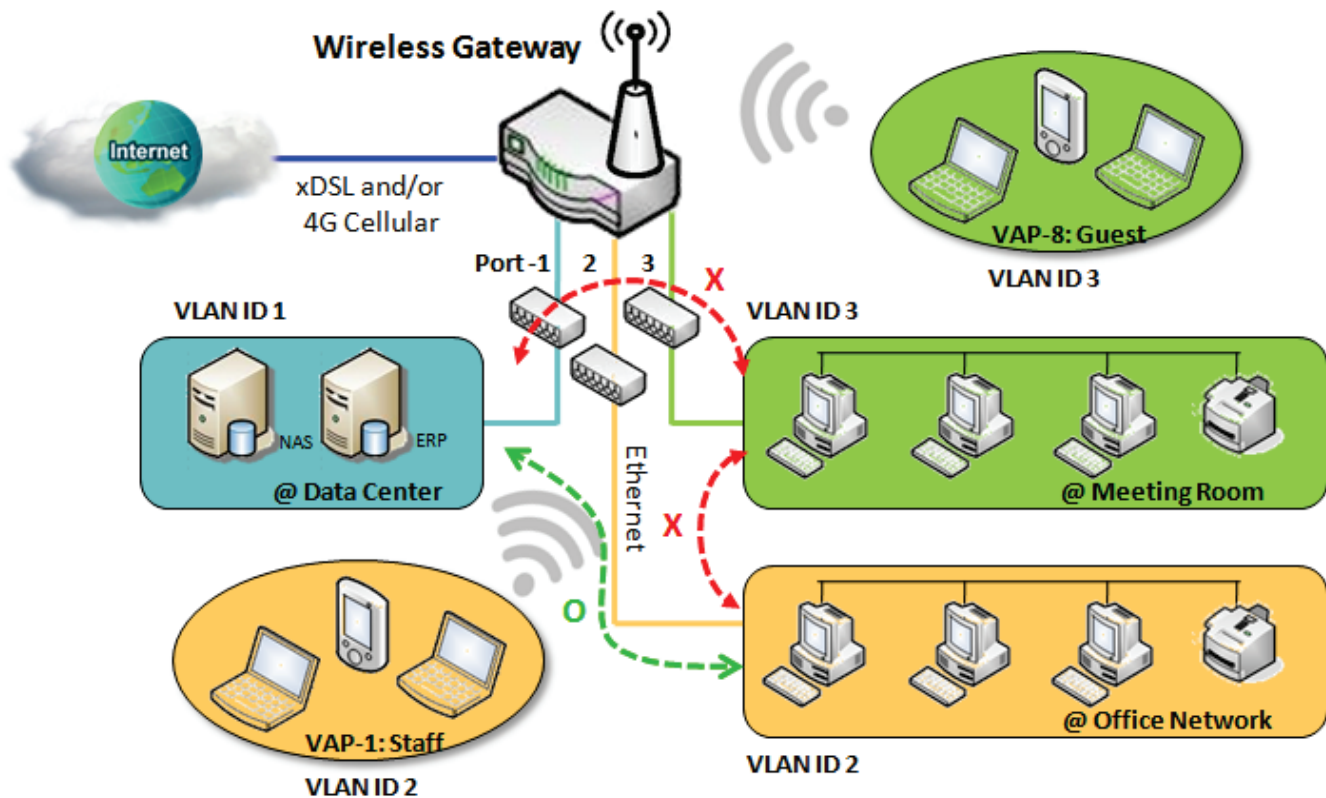 Wireless Gateway
Internet
xDSL and/or
4G Cellular
VAP-8: Guest
VLAN ID 3
Port -1
2
3
X
VLAN ID 1
VLAN ID 3
NAS
ERP
@ Data Center
Ethernet
@ Meeting Room
X
O
VAP-1: Staff
VLAN ID 2
@ Office Network
VLAN ID 2